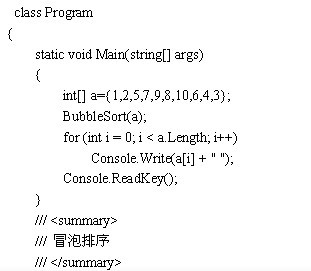 class Program
{
static void Main(string[] args)
{
int[] a={1,2,5,7,9,8,10,6,4,3};
BubbleSort(a);
for (int i = 0; i < a.Length; i++)
Console.Write(a[i] + " ");
Console.ReadKey();
}
/// <summary>
/// 冒泡排序
/// </summary>